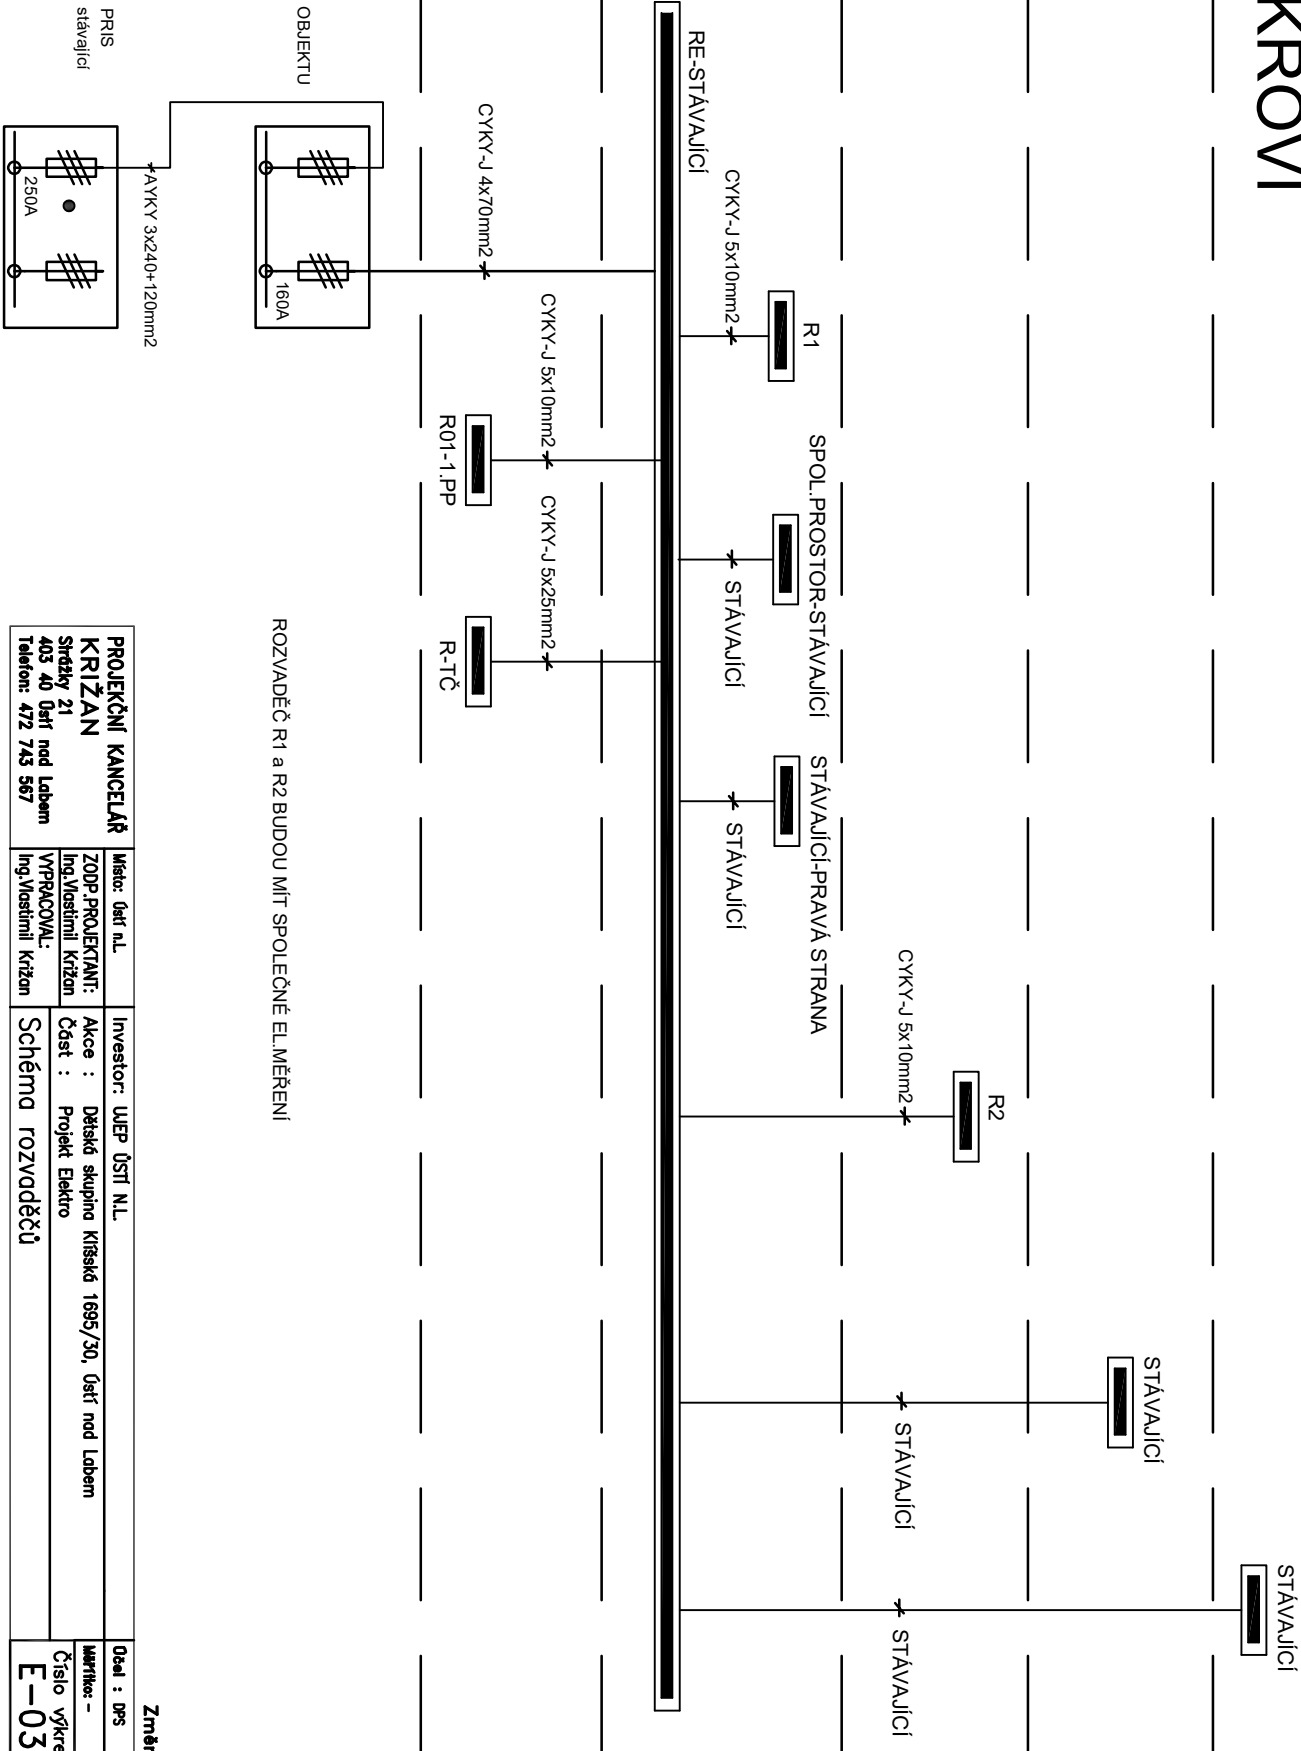 KROVI
STÁVAJÍCÍ
STÁVAJÍCÍ
STÁVAJÍCÍ
STÁVAJÍCÍ
R2
CYKY-J 5x10mm2
R1
CYKY-J 5x10mm2
SPOL.PROSTOR-STÁVAJÍCÍ
STÁVAJÍCÍ
STÁVAJÍCÍ-PRAVÁ STRANA
STÁVAJÍCÍ
RE-STÁVAJÍCÍ
CYKY-J 4x70mm2
CYKY-J 5x10mm2
R01-1.PP
CYKY-J 5x25mm2
R-TČ
OBJEKTU
160A
ROZVADĚČ R1 a R2 BUDOU MÍT SPOLEČNÉ EL.MĚŘENÍ
PRIS
stávající
AYKY 3x240+120mm2
250A
PROJEKČNÍ KANCELÁŘ
KRIŽAN
Strážky 21
403 40 Ústí nad Labem
Telefon: 472 743 567
Místo: Ústí n.L.
ZODP.PROJEKTANT:
Ing.Vlastimil Križan
VYPRACOVAL:
Ing.Vlastimil Križan
Investor: UJEP ÚSTÍ N.L.
Akce : Dětská skupina Klíšská 1695/30, Ústí nad Labem
Část : Projekt Elektro
Schéma rozvaděčů
Účel : DPS
Měřítko: -
Číslo výkre
E-03
Změn